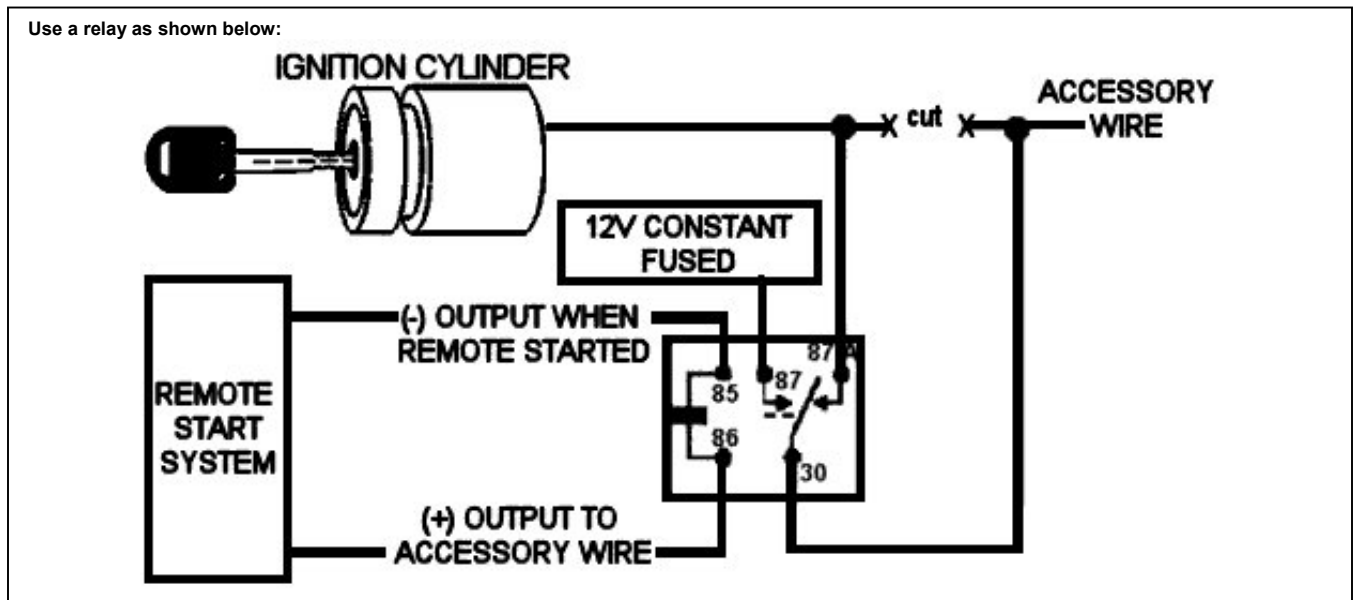 Use a relay as shown below:
IGNITION CYLINDER
ACCESSORY
WIRE
X cut X
12V CONSTANT
FUSED
(-) OUTPUT WHEN
REMOTE STARTED
REMOTE
START
SYSTEM
87A
87
85
86
30
(+) OUTPUT TO
ACCESSORY WIRE